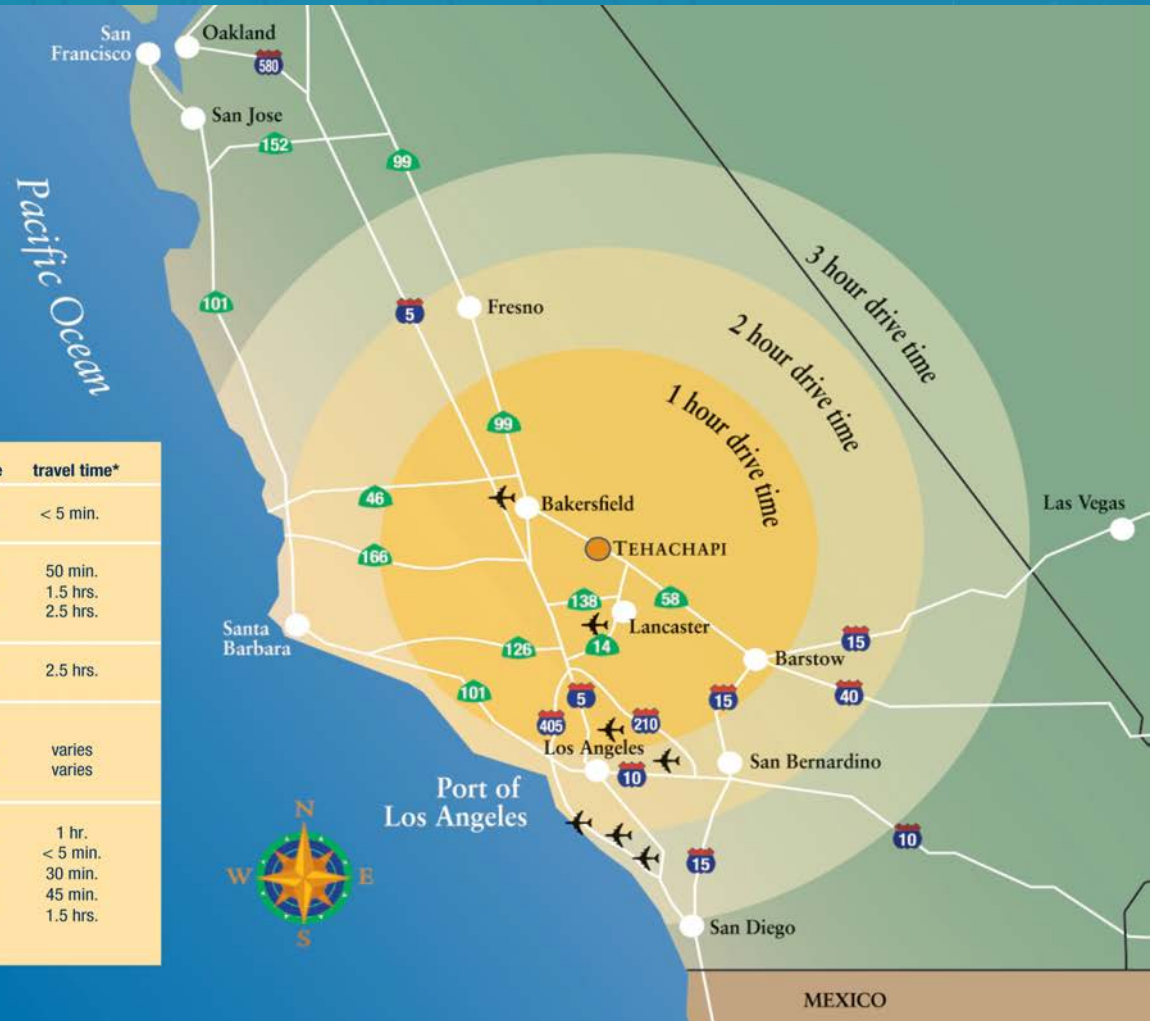 San
Francisco
Oakland
580
San Jose
152
99
Pacific Ocean
101
5
Fresno
3 hour drive time
2 hour drive time
1 hour drive time
99
46
Bakersfield
Las Vegas
166
TEHACHAPI
138
58
Lancaster
Santa
Barbara
126
14
15
Barstow
101
5
15
40
405
210
Los Angeles
10
San Bernardino
Port of
Los Angeles
10
15
San Diego
MEXICO
N
W
E
S
travel time*
< 5 min.
50 min.
1.5 hrs.
2.5 hrs.
2.5 hrs.
varies
varies
1 hr.
< 5 min.
30 min.
45 min.
1.5 hrs.